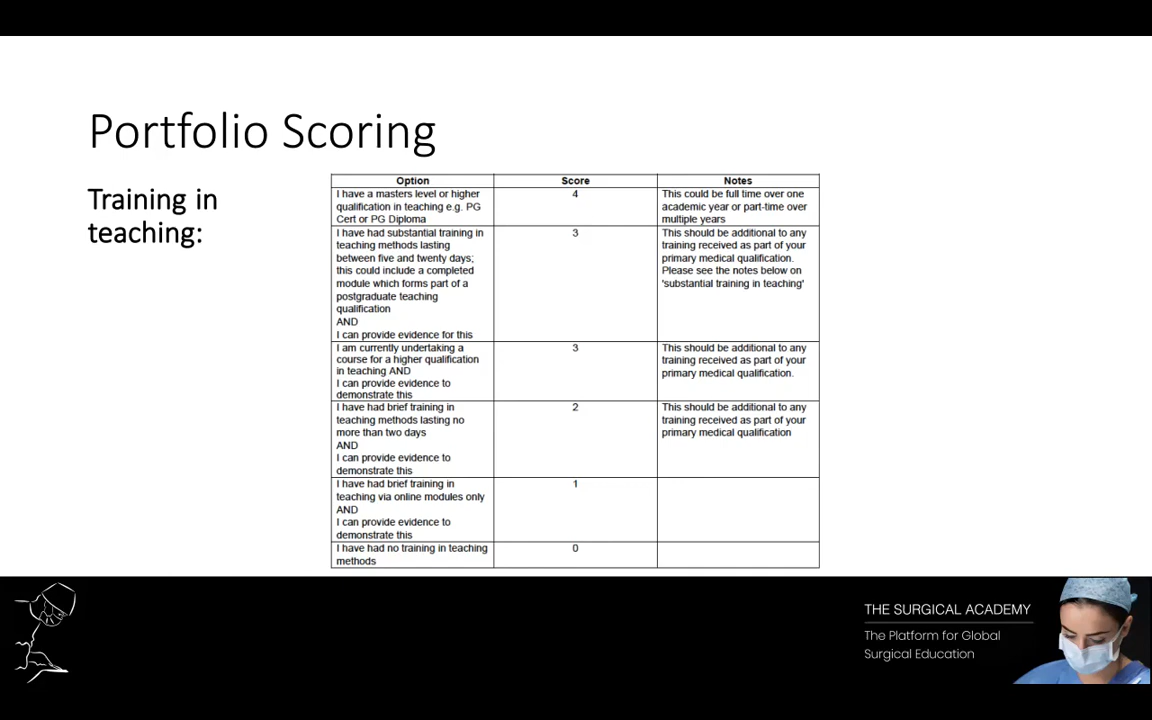 Portfolio Scoring
Training in
teaching:
Option
Score
Notes
I have a masters level or higher
qualification in teaching e.g. PG
Cert or PG Diploma
4
This could be full time over one
academic year or part-time over
multiple years
I have had substantial training in
teaching methods lasting
between five and twenty days;
this could include a completed
module which forms part of a
postgraduate teaching
qualification
AND
I can provide evidence for this
3
This should be additional to any
training received as part of your
primary medical qualification.
Please see the notes below on
'substantial training in teaching'
I am currently undertaking a
course for a higher qualification
in teaching AND
I can provide evidence to
demonstrate this
3
This should be additional to any
training received as part of your
primary medical qualification.
I have had brief training in
teaching methods lasting no
more than two days
AND
I can provide evidence to
demonstrate this
2
This should be additional to any
training received as part of your
primary medical qualification
I have had brief training in
teaching via online modules only
AND
I can provide evidence to
demonstrate this
1
I have had no training in teaching
methods
0
THE SURGICAL ACADEMY
The Platform for Global
Surgical Education